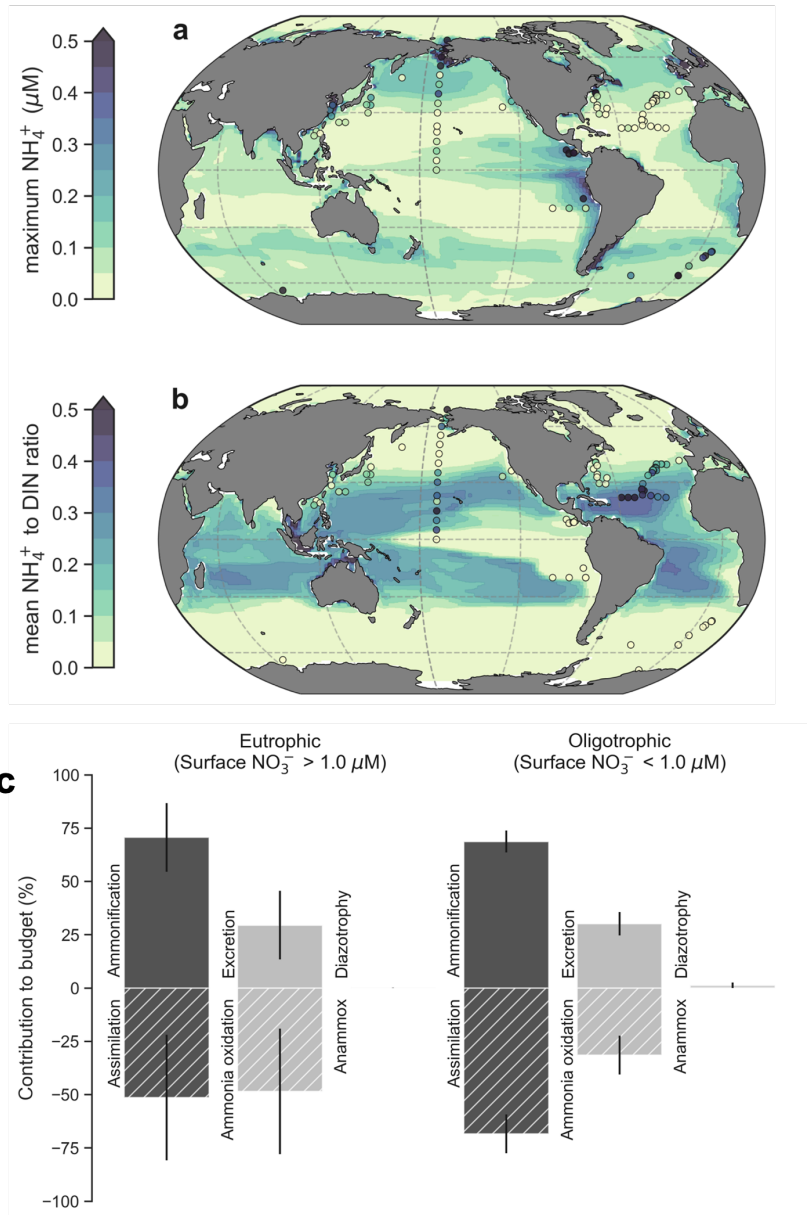 a
maximum NH₄⁺ (μM)
0.5
0.4
0.3
0.2
0.1
0.0
b
mean NH₄⁺ to DIN ratio
0.5
0.4
0.3
0.2
0.1
0.0
c
Eutrophic
(Surface NO₃⁻ > 1.0 μM)
Oligotrophic
(Surface NO₃⁻ < 1.0 μM)
Contribution to budget (%)
100
75
50
25
0
−25
−50
−75
−100
Ammonification
Excretion
Diazotrophy
Assimilation
Ammonia oxidation
Anammox
Ammonification
Excretion
Diazotrophy
Assimilation
Ammonia oxidation
Anammox